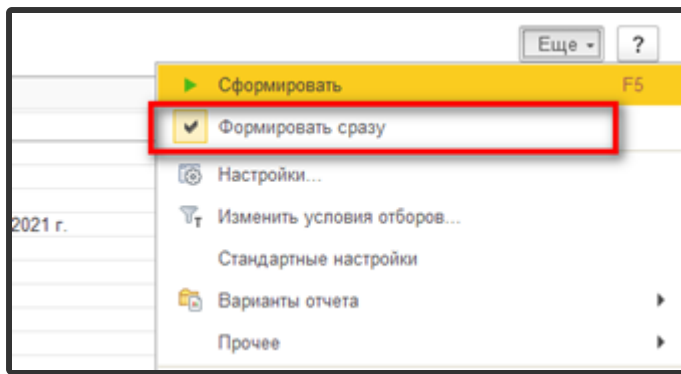 Еще
?
Сформировать F5
Формировать сразу
Настройки...
Изменить условия отборов...
2021 г.
Стандартные настройки
Варианты отчета
Прочее